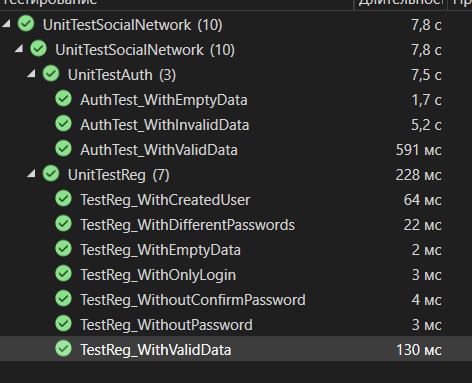 Тестирование Длительност
UnitTestSocialNetwork (10) 7,8 с
UnitTestSocialNetwork (10) 7,8 с
UnitTestAuth (3) 7,5 с
AuthTest_WithEmptyData 1,7 с
AuthTest_WithInvalidData 5,2 с
AuthTest_WithValidData 591 мс
UnitTestReg (7) 228 мс
TestReg_WithCreatedUser 64 мс
TestReg_WithDifferentPasswords 22 мс
TestReg_WithEmptyData 2 мс
TestReg_WithOnlyLogin 3 мс
TestReg_WithoutConfirmPassword 4 мс
TestReg_WithoutPassword 3 мс
TestReg_WithValidData 130 мс